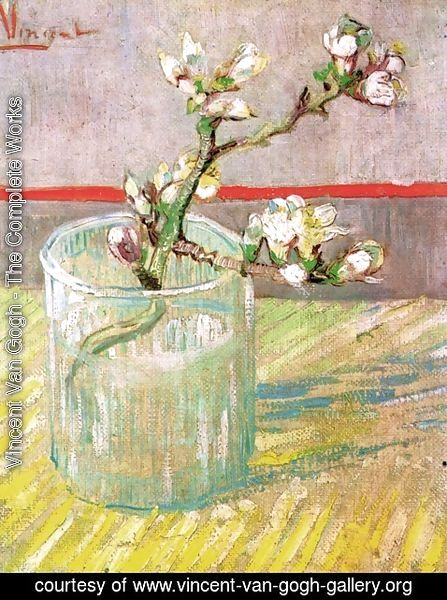 Vincent
Vincent Van Gogh - The Complete Works
courtesy of www.vincent-van-gogh-gallery.org